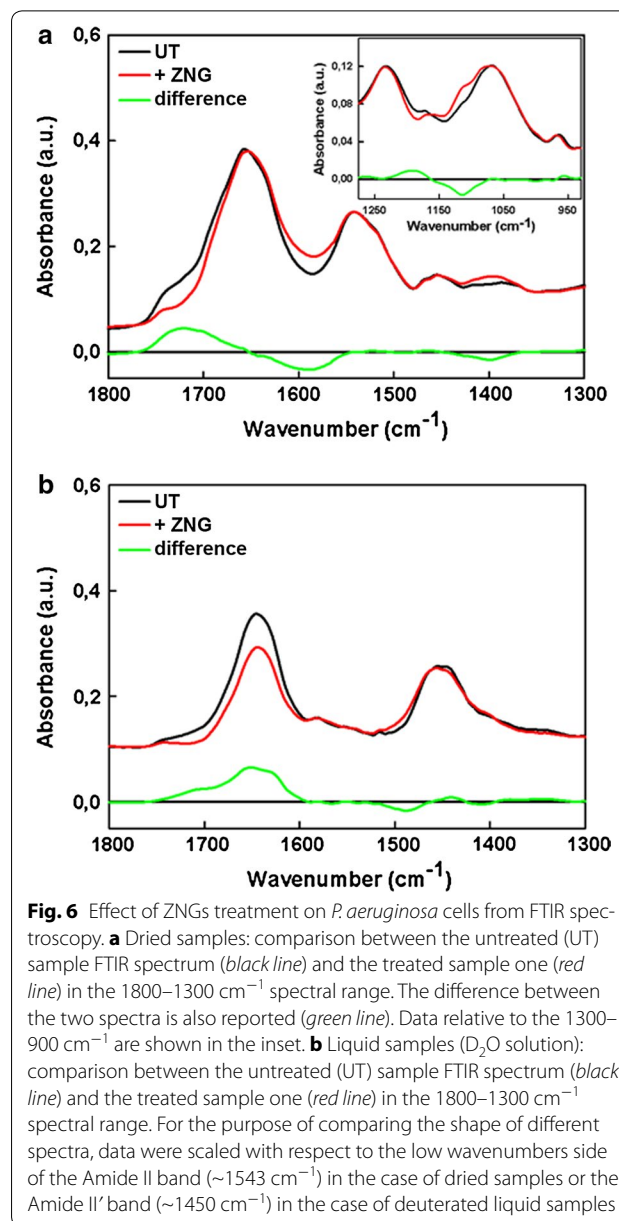 a
0,6
UT
+ ZNG
difference
0,4
0,2
0,0
Absorbance (a.u.)
1800 1700 1600 1500 1400 1300
Wavenumber (cm⁻¹)
0,12
0,08
0,04
0,00
Absorbance (a.u.)
1250 1150 1050 950
Wavenumber (cm⁻¹)
b
0,6
UT
+ ZNG
difference
0,4
0,2
0,0
Absorbance (a.u.)
1800 1700 1600 1500 1400 1300
Wavenumber (cm⁻¹)
Fig. 6 Effect of ZNGs treatment on P. aeruginosa cells from FTIR spec-
troscopy. a Dried samples: comparison between the untreated (UT)
sample FTIR spectrum (black line) and the treated sample one (red
line) in the 1800–1300 cm⁻¹ spectral range. The difference between
the two spectra is also reported (green line). Data relative to the 1300–
900 cm⁻¹ are shown in the inset. b Liquid samples (D₂O solution):
comparison between the untreated (UT) sample FTIR spectrum (black
line) and the treated sample one (red line) in the 1800–1300 cm⁻¹
spectral range. For the purpose of comparing the shape of different
spectra, data were scaled with respect to the low wavenumbers side
of the Amide II band (~1543 cm⁻¹) in the case of dried samples or the
Amide II′ band (~1450 cm⁻¹) in the case of deuterated liquid samples